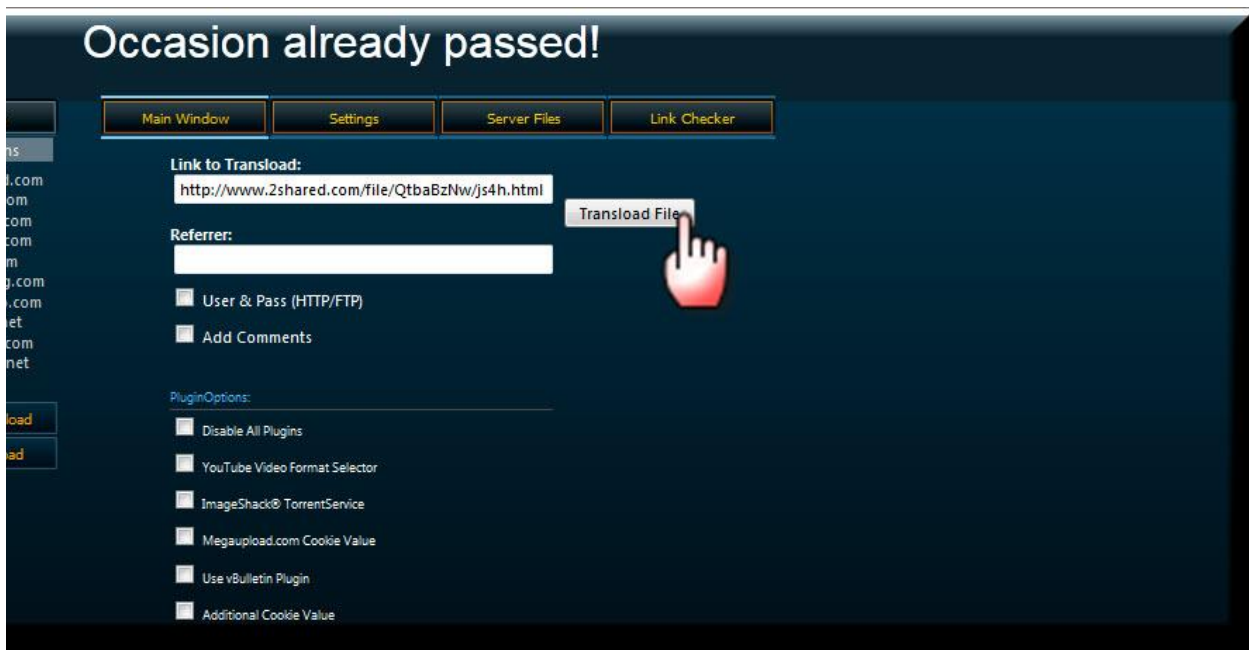 Occasion already passed!
Main Window Settings Server Files Link Checker
Link to Transload:
http://www.2shared.com/file/QtbaBzNw/js4h.html
Transload File
Referrer:
User & Pass (HTTP/FTP)
Add Comments
PluginOptions:
Disable All Plugins
YouTube Video Format Selector
ImageShack® TorrentService
Megaupload.com Cookie Value
Use vBulletin Plugin
Additional Cookie Value